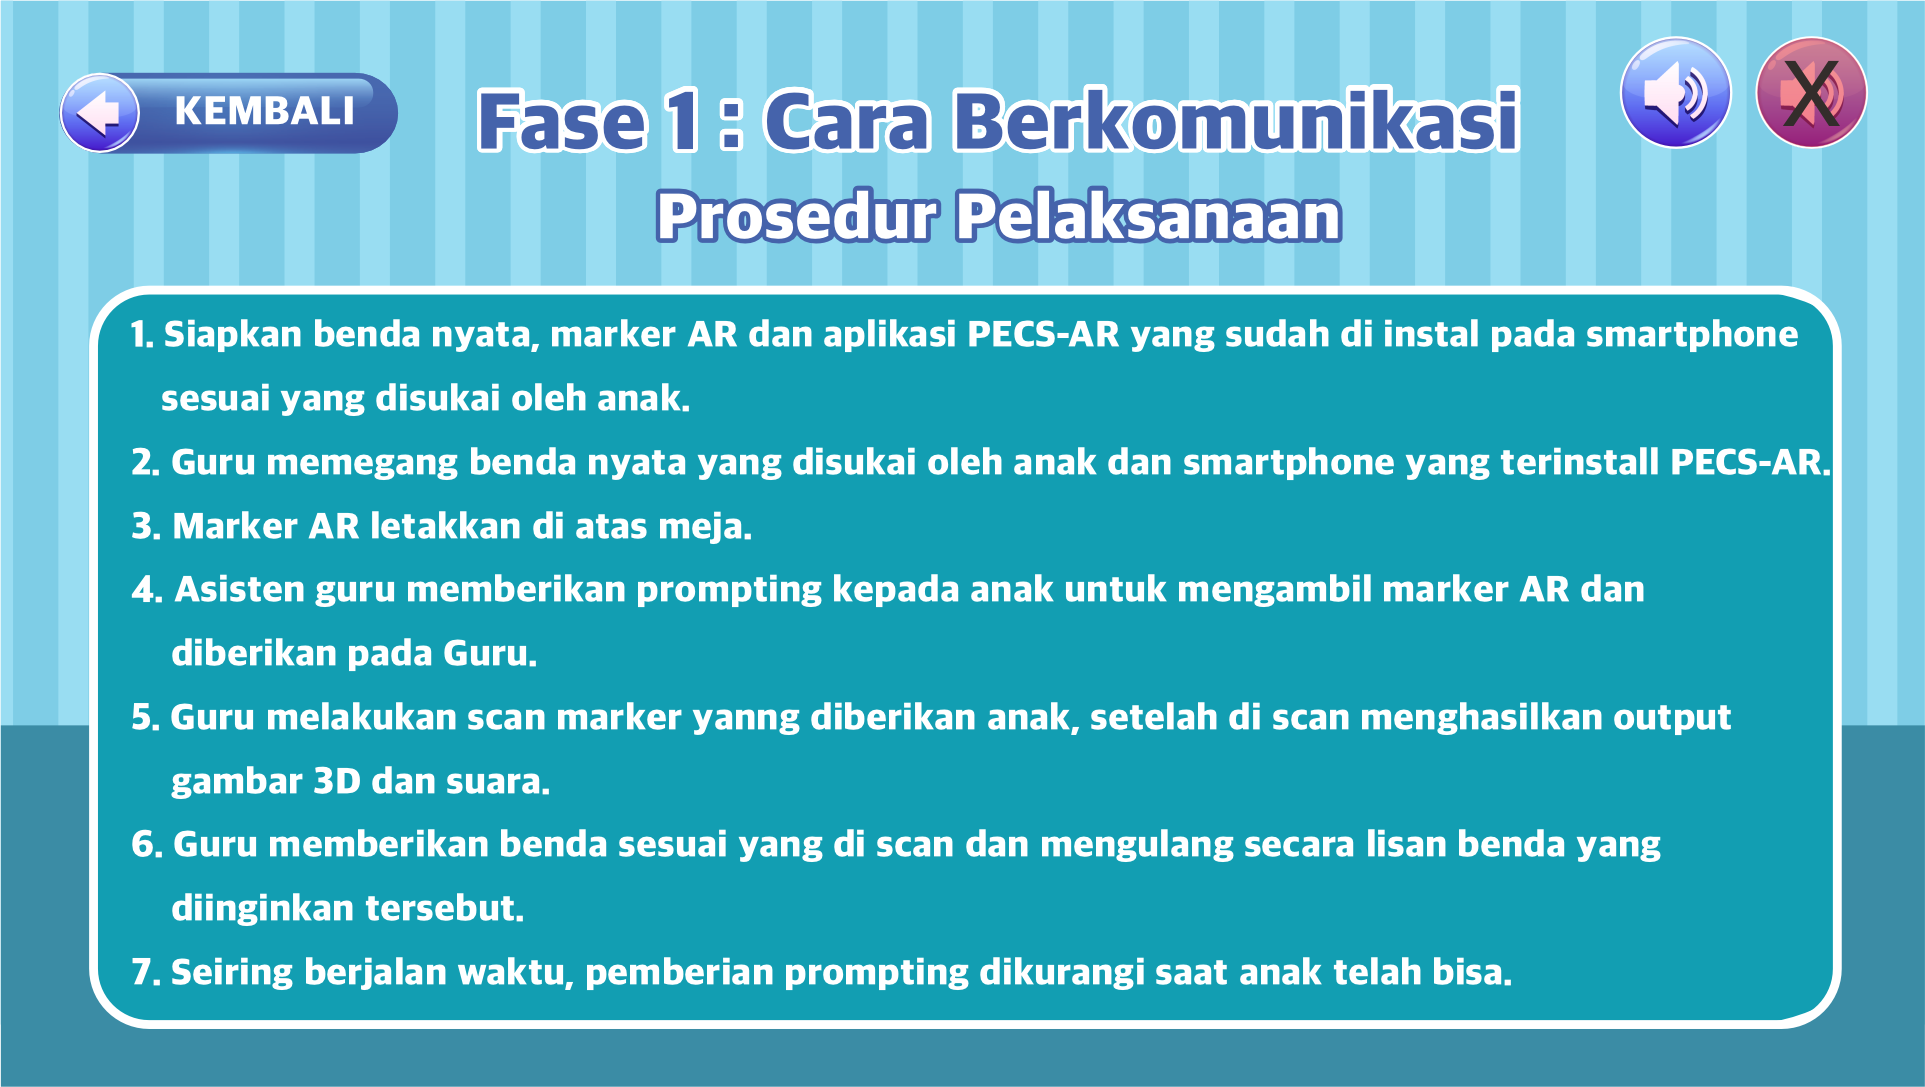 KEMBALI
Fase 1 : Cara Berkomunikasi
X
Prosedur Pelaksanaan
1. Siapkan benda nyata, marker AR dan aplikasi PECS-AR yang sudah di instal pada smartphone
sesuai yang disukai oleh anak.
2. Guru memegang benda nyata yang disukai oleh anak dan smartphone yang terinstall PECS-AR.
3. Marker AR letakkan di atas meja.
4. Asisten guru memberikan prompting kepada anak untuk mengambil marker AR dan
diberikan pada Guru.
5. Guru melakukan scan marker yanng diberikan anak, setelah di scan menghasilkan output
gambar 3D dan suara.
6. Guru memberikan benda sesuai yang di scan dan mengulang secara lisan benda yang
diinginkan tersebut.
7. Seiring berjalan waktu, pemberian prompting dikurangi saat anak telah bisa.